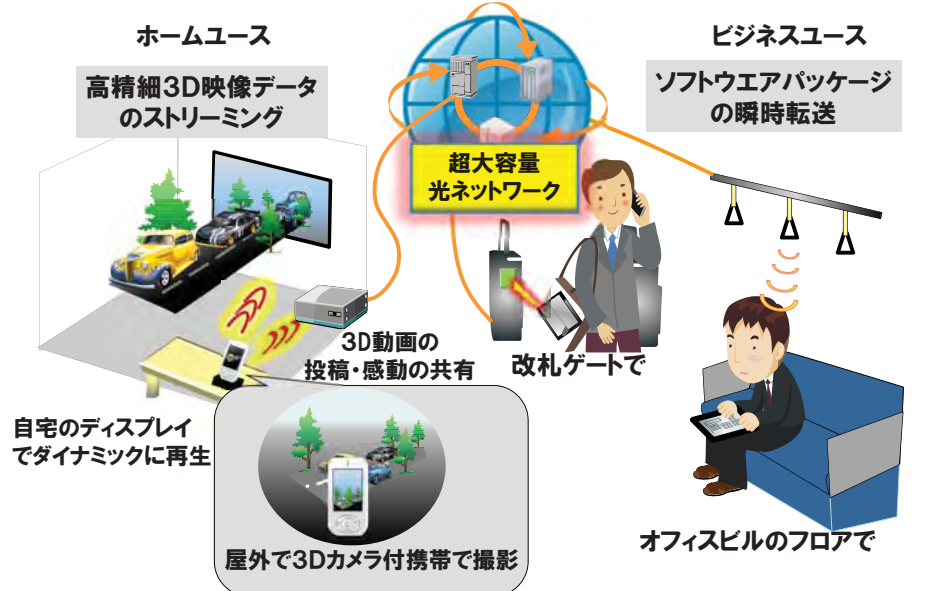 ホームユース
高精細3D映像データ
のストリーミング
ビジネスユース
ソフトウエアパッケージ
の瞬時転送
超大容量
光ネットワーク
3D動画の
投稿・感動の共有
改札ゲートで
自宅のディスプレイ
でダイナミックに再生
屋外で3Dカメラ付携帯で撮影
オフィスビルのフロアで